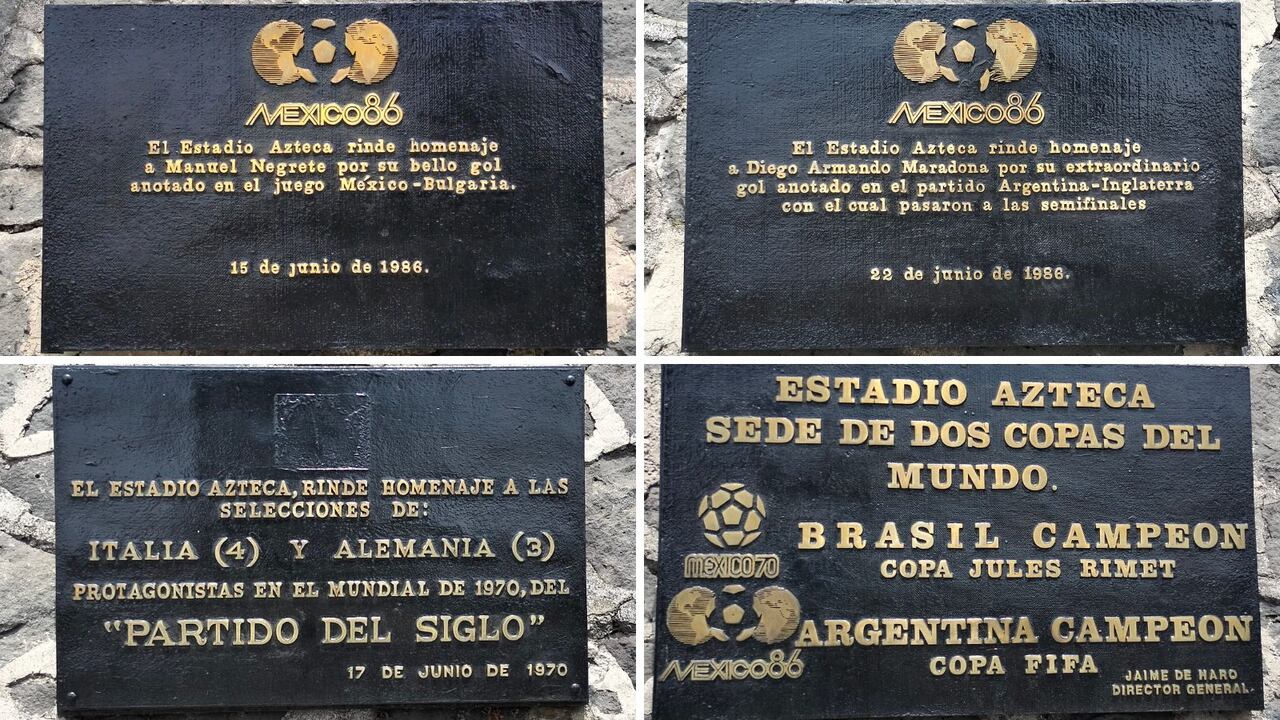 MEXICO86
El Estadio Azteca rinde homenaje
a Manuel Negrete por su bello gol
anotado en el juego México-Bulgaria.
15 de junio de 1986.
MEXICO86
El Estadio Azteca rinde homenaje
a Diego Armando Maradona por su extraordinario
gol anotado en el partido Argentina-Inglaterra
con el cual pasaron a las semifinales
22 de junio de 1986.
EL ESTADIO AZTECA, RINDE HOMENAJE A LAS
SELECCIONES DE:
ITALIA (4) Y ALEMANIA (3)
PROTAGONISTAS EN EL MUNDIAL DE 1970, DEL
"PARTIDO DEL SIGLO"
17 DE JUNIO DE 1970
ESTADIO AZTECA
SEDE DE DOS COPAS DEL
MUNDO.
BRASIL CAMPEON
COPA JULES RIMET
MEXICO70
ARGENTINA CAMPEON
COPA FIFA
MEXICO86
JAIME DE HARO
DIRECTOR GENERAL